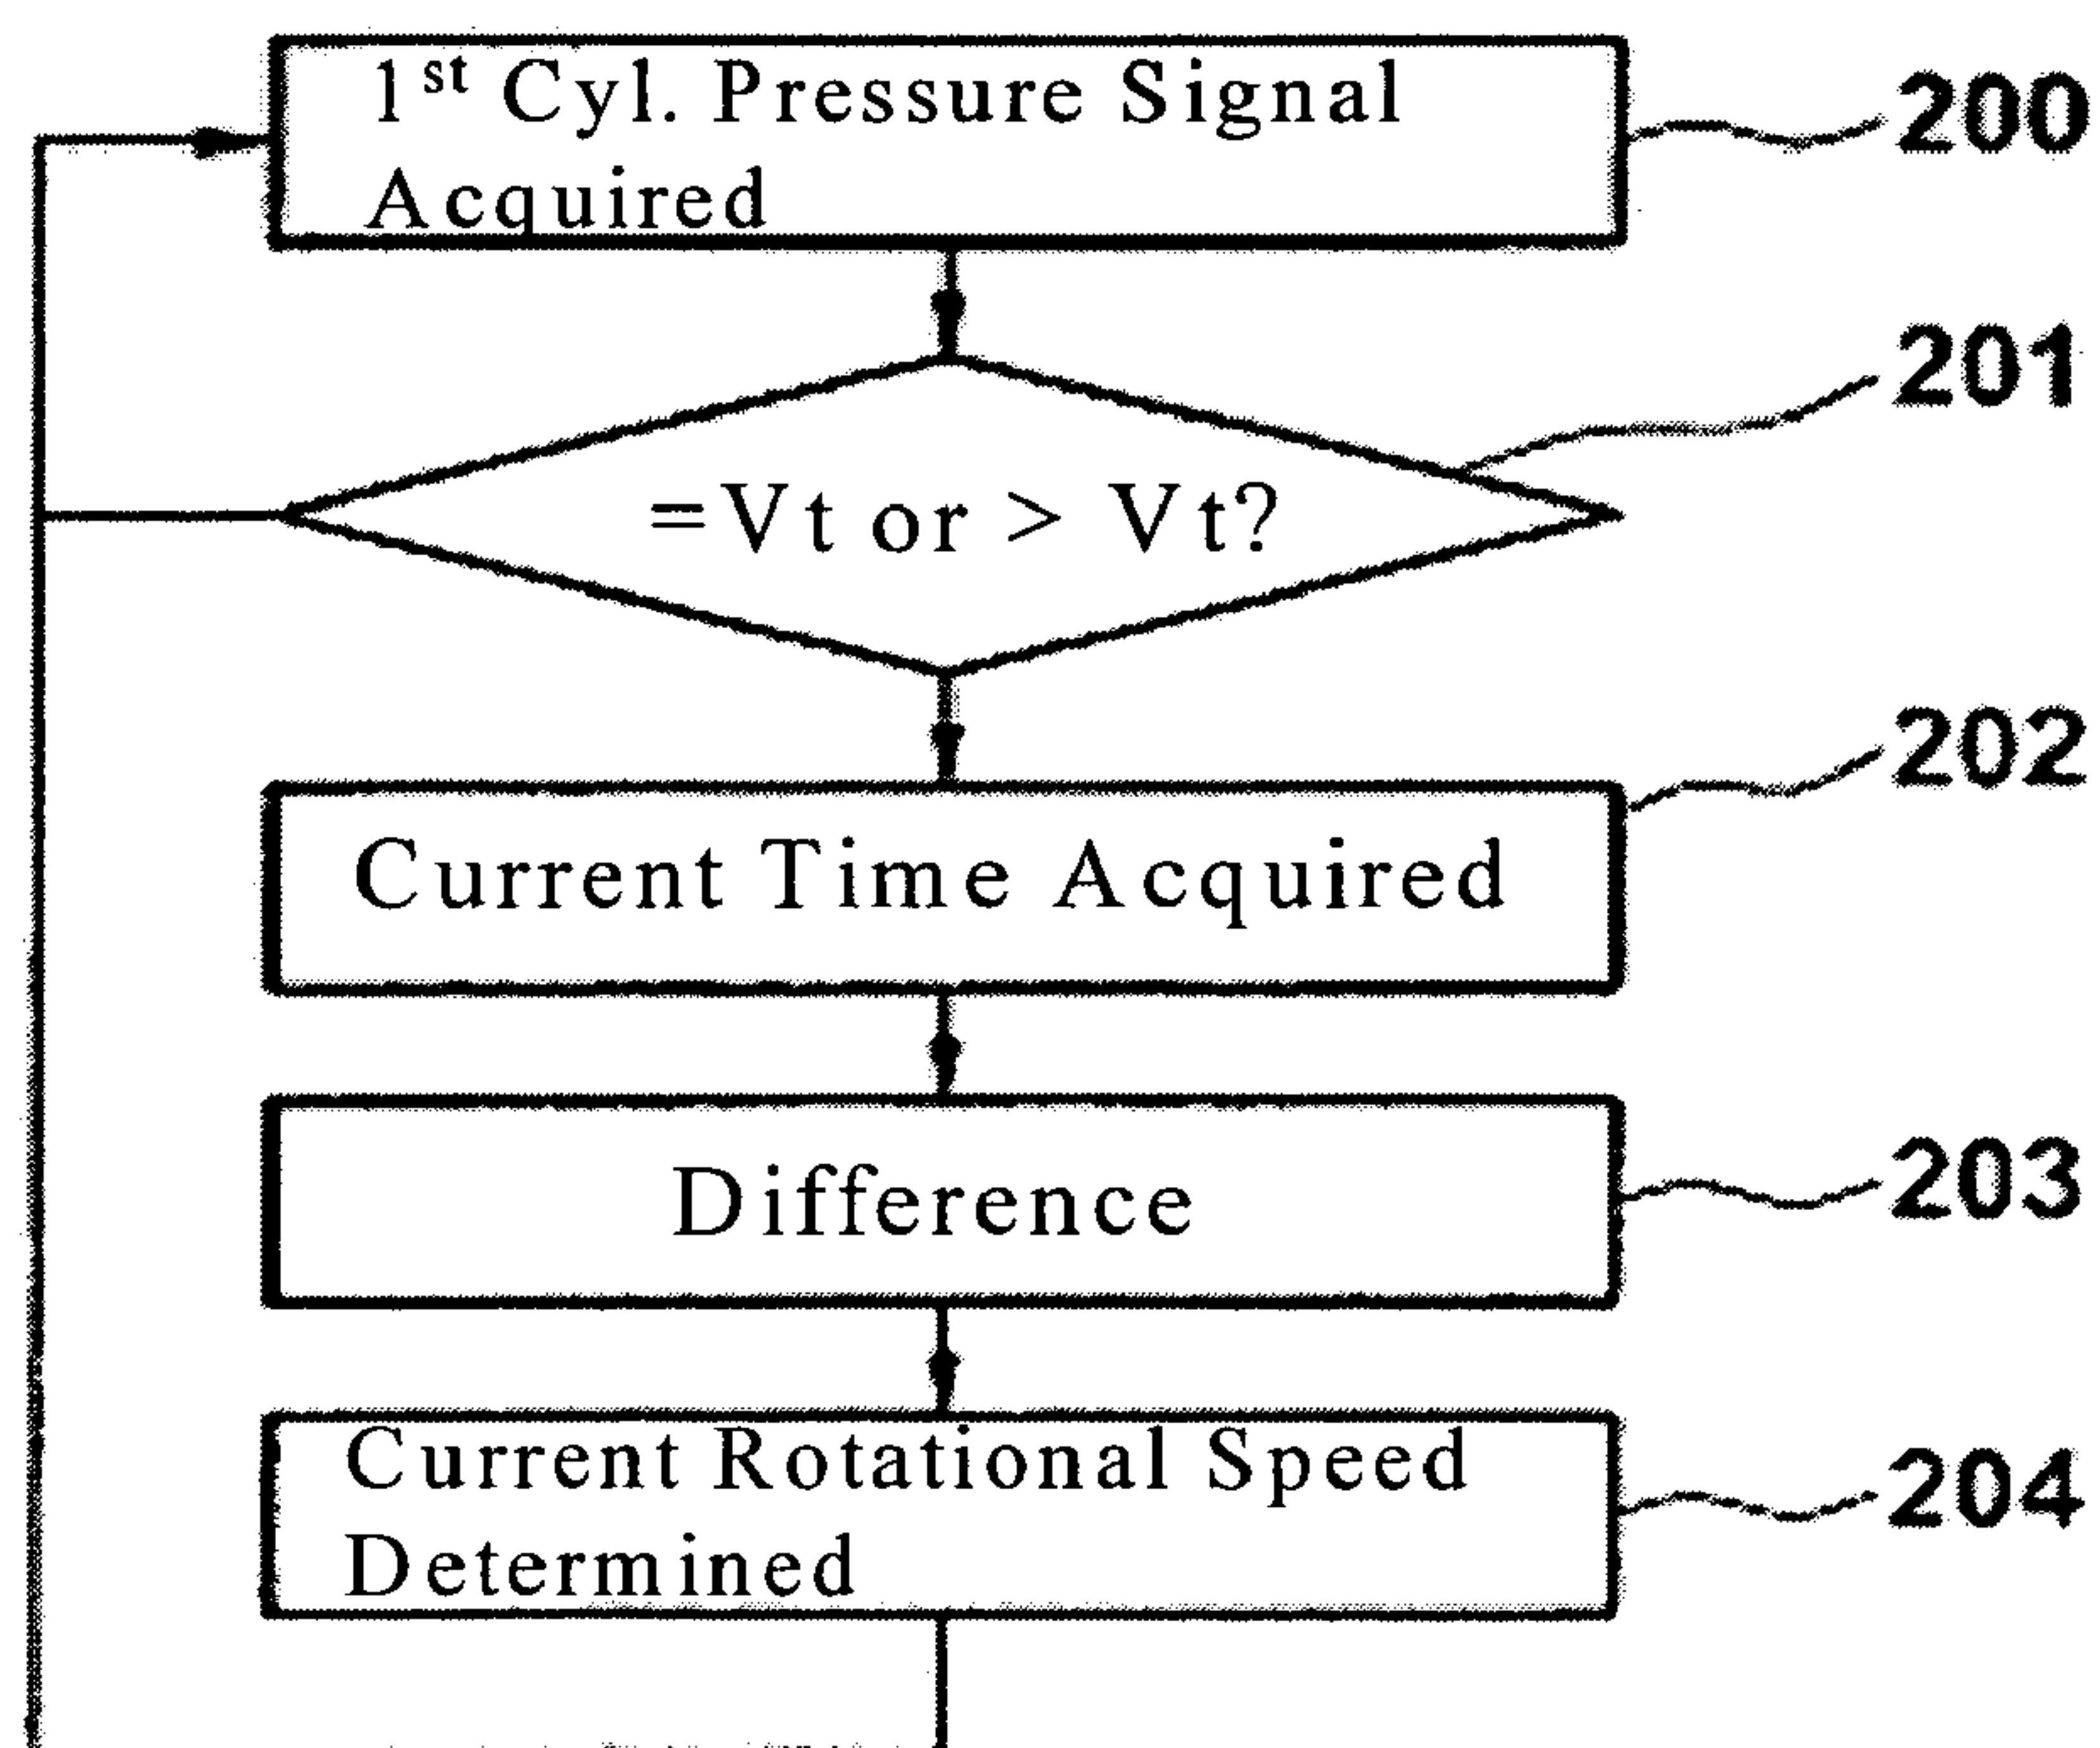 1st Cyl. Pressure Signal
Acquired
200
201
=Vt or > Vt?
202
Current Time Acquired
Difference
203
Current Rotational Speed
Determined
204